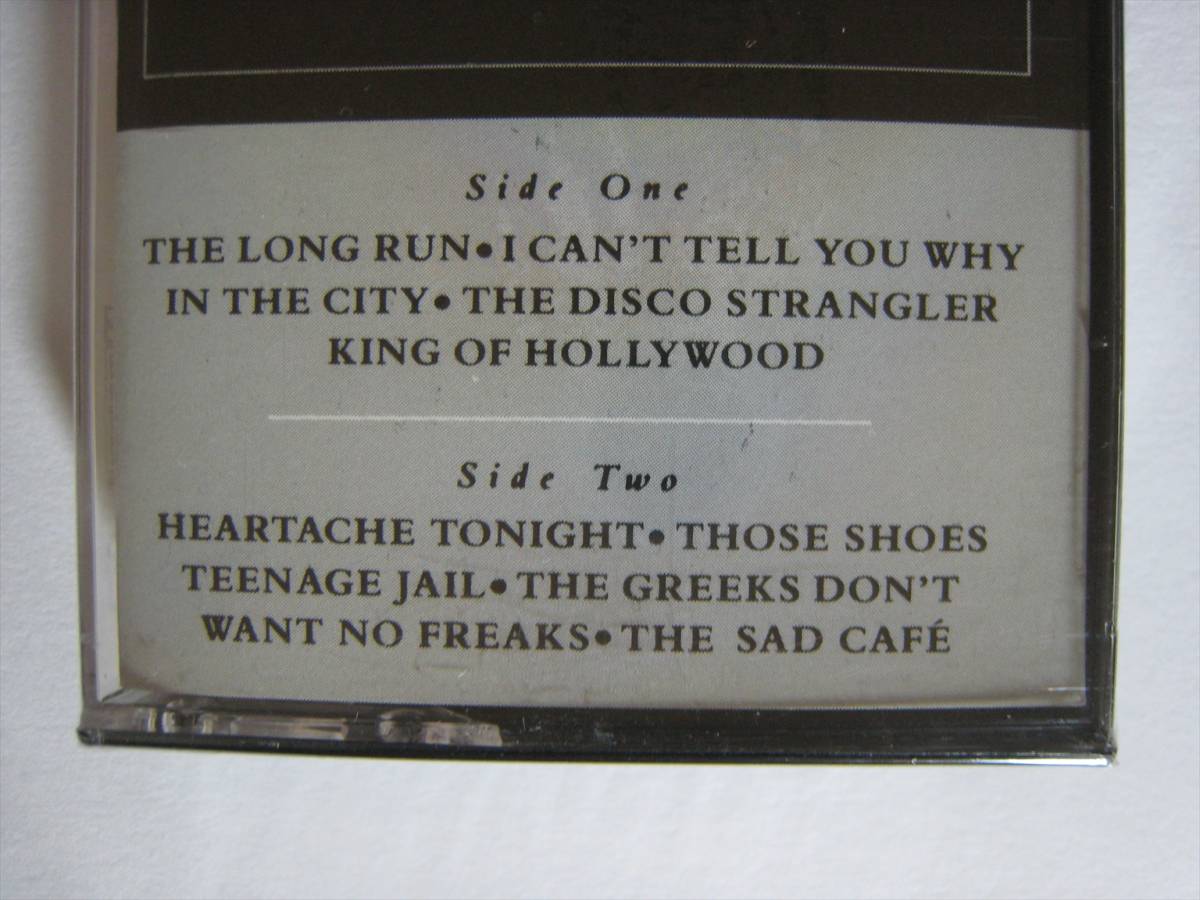 Side One
THE LONG RUN•I CAN'T TELL YOU WHY
IN THE CITY•THE DISCO STRANGLER
KING OF HOLLYWOOD
Side Two
HEARTACHE TONIGHT•THOSE SHOES
TEENAGE JAIL•THE GREEKS DON'T
WANT NO FREAKS•THE SAD CAFÉ